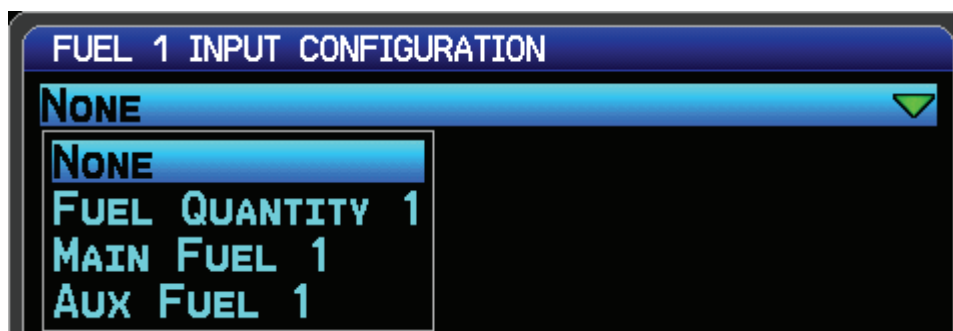 FUEL 1 INPUT CONFIGURATION
NONE
NONE
FUEL QUANTITY 1
MAIN FUEL 1
AUX FUEL 1